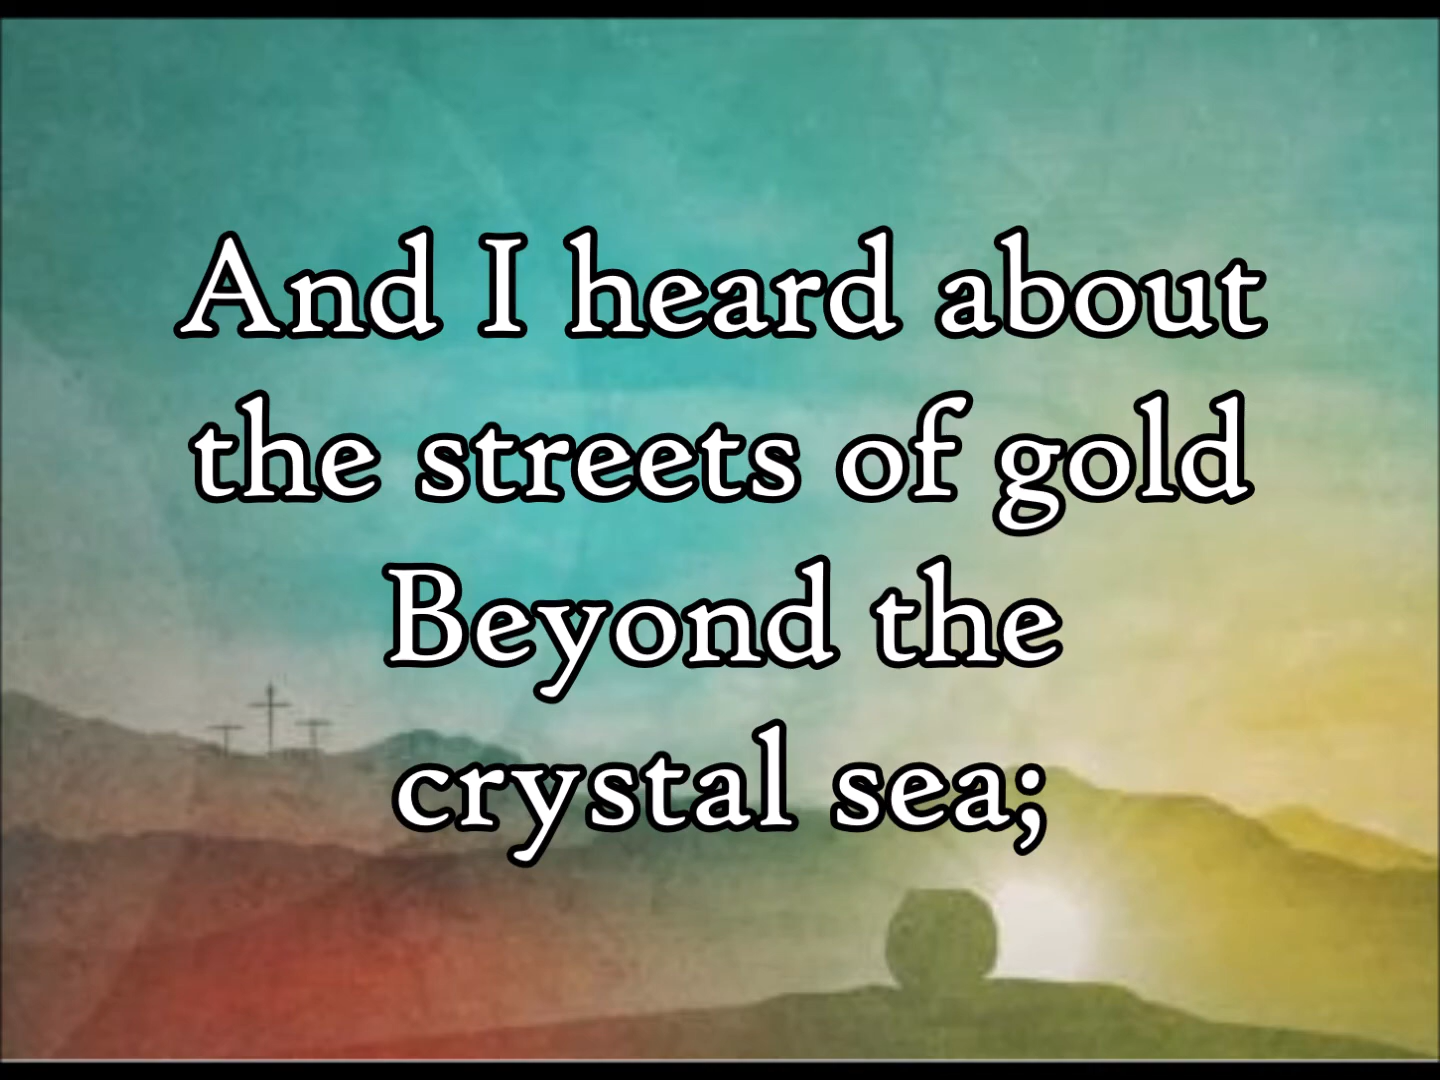 And I heard about
the streets of gold
Beyond the
crystal sea;